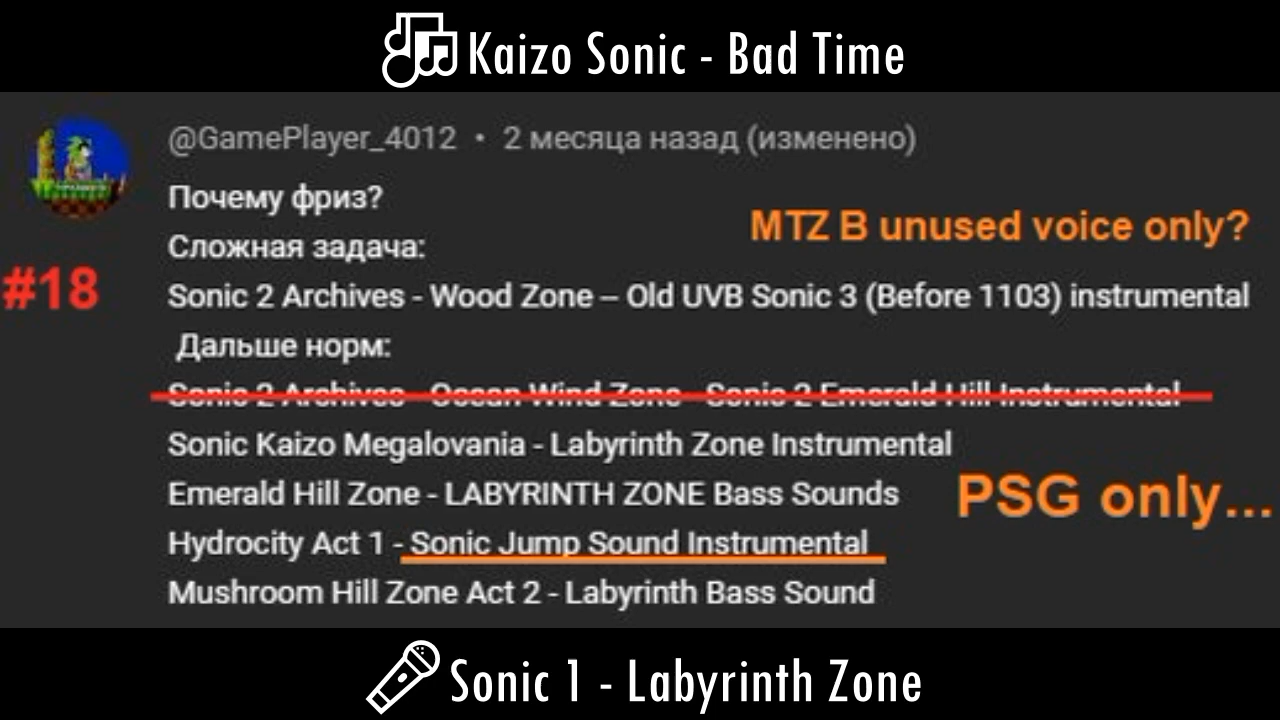 Kaizo Sonic - Bad Time
@GamePlayer_4012 • 2 месяца назад (изменено)
Почему фриз?
MTZ B unused voice only?
Сложная задача:
#18
Sonic 2 Archives - Wood Zone – Old UVB Sonic 3 (Before 1103) instrumental
Дальше норм:
Sonic 2 Archives - Ocean Wind Zone - Sonic 2 Emerald Hill Instrumental
Sonic Kaizo Megalovania - Labyrinth Zone Instrumental
Emerald Hill Zone - LABYRINTH ZONE Bass Sounds
PSG only...
Hydrocity Act 1 - Sonic Jump Sound Instrumental
Mushroom Hill Zone Act 2 - Labyrinth Bass Sound
Sonic 1 - Labyrinth Zone